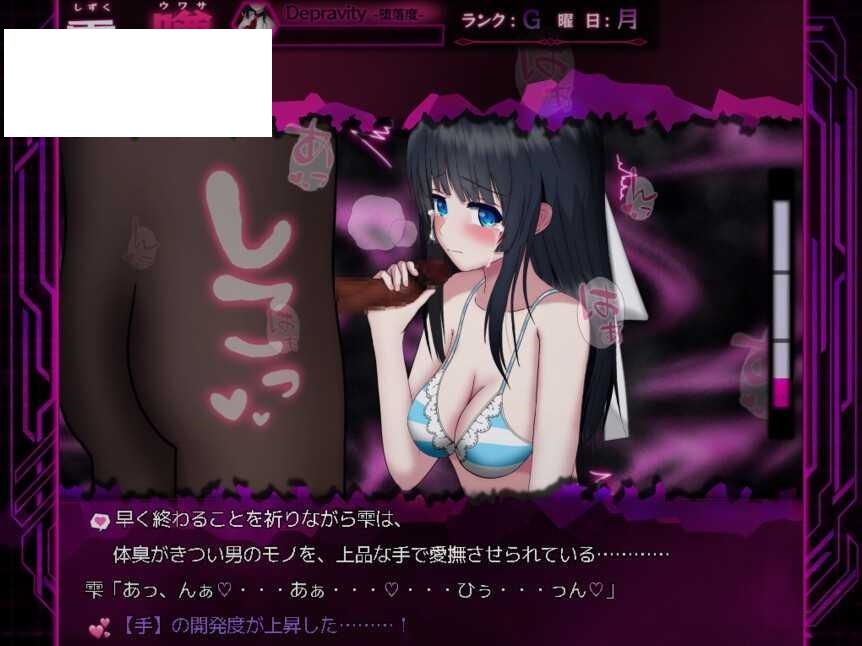 しずく
ウワサ
Depravity -堕落度-
ランク：G 曜 日：月
しこっ♡
早く終わることを祈りながら雫は、
体臭がきつい男のモノを、上品な手で愛撫させられている…………
雫「あっ、んぁ♡・・・あぁ・・・♡・・・ひぅ・・・っん♡」
【手】の開発度が上昇した………！